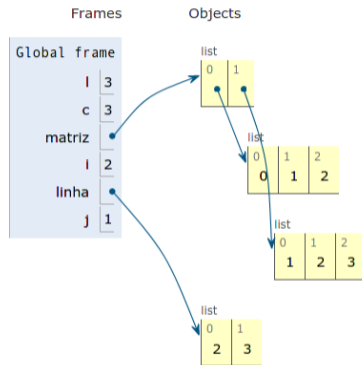 Frames Objects
Global frame
l 3
c 3
matriz
i 2
linha
j 1
list
0 1
list
0 1 2
0 1 2
list
0 1 2
1 2 3
list
0 1
2 3